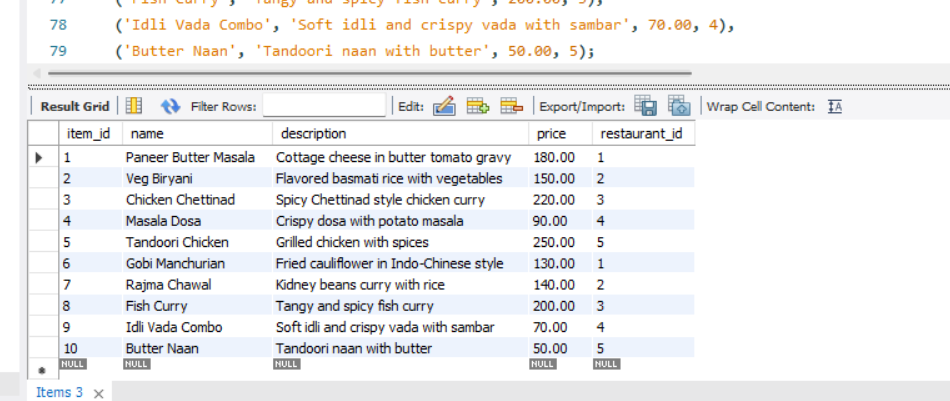 77 ('Fish Curry', 'Tangy and spicy fish curry', 200.00, 3),
78 ('Idli Vada Combo', 'Soft idli and crispy vada with sambar', 70.00, 4),
79 ('Butter Naan', 'Tandoori naan with butter', 50.00, 5);
Result Grid Filter Rows: Edit: Export/Import: Wrap Cell Content: IA
item_id name description price restaurant_id
1 Paneer Butter Masala Cottage cheese in butter tomato gravy 180.00 1
2 Veg Biryani Flavored basmati rice with vegetables 150.00 2
3 Chicken Chettinad Spicy Chettinad style chicken curry 220.00 3
4 Masala Dosa Crispy dosa with potato masala 90.00 4
5 Tandoori Chicken Grilled chicken with spices 250.00 5
6 Gobi Manchurian Fried cauliflower in Indo-Chinese style 130.00 1
7 Rajma Chawal Kidney beans curry with rice 140.00 2
8 Fish Curry Tangy and spicy fish curry 200.00 3
9 Idli Vada Combo Soft idli and crispy vada with sambar 70.00 4
10 Butter Naan Tandoori naan with butter 50.00 5
NULL NULL NULL NULL NULL
Items 3